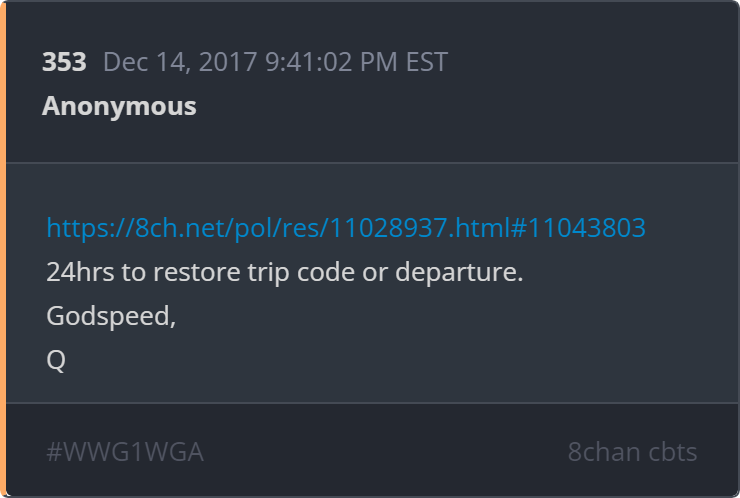 353 Dec 14, 2017 9:41:02 PM EST
Anonymous
https://8ch.net/pol/res/11028937.html#11043803
24hrs to restore trip code or departure.
Godspeed,
Q
#WWG1WGA 8chan cbts